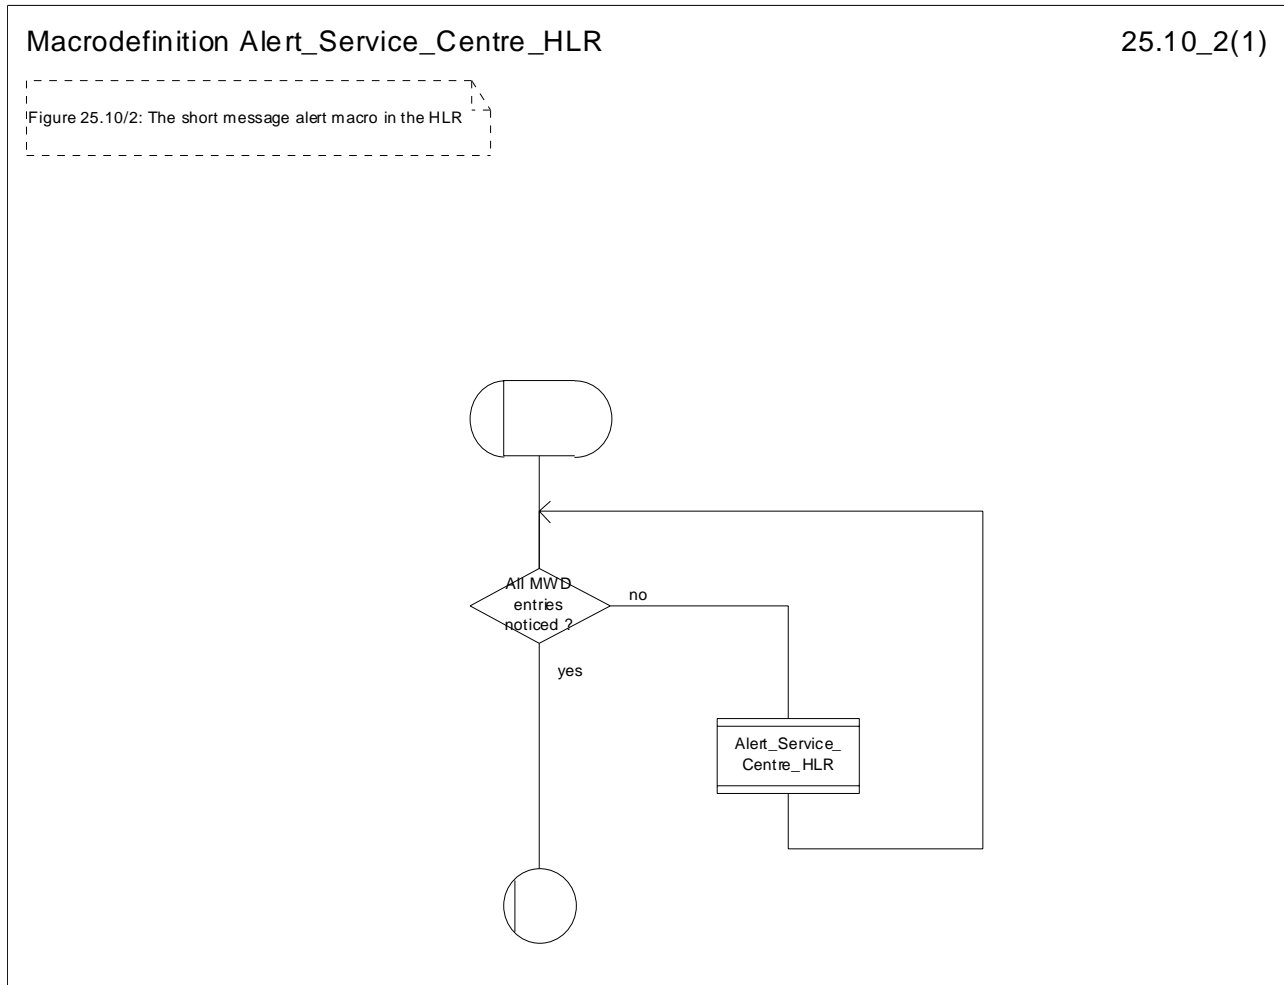 Macrodefinition Alert_Service_Centre_HLR
25.10_2(1)
Figure 25.10/2: The short message alert macro in the HLR
All MWD
entries
noticed ?
no
yes
Alert_Service_
Centre_HLR